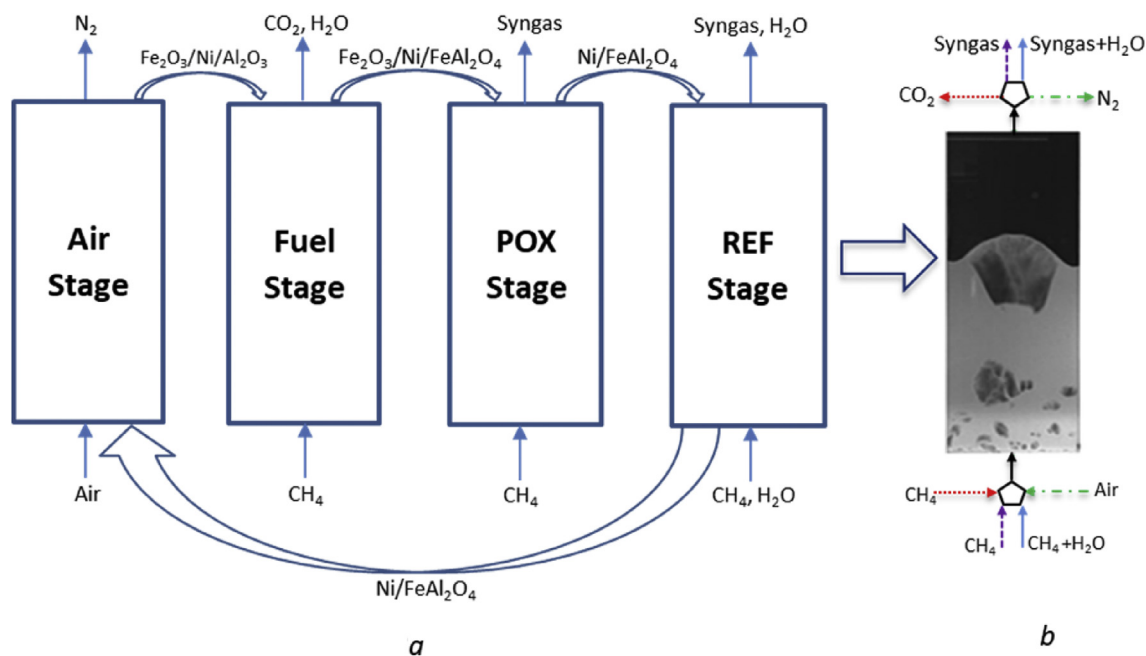 N₂
CO₂, H₂O
Syngas
Syngas, H₂O
Fe₂O₃/Ni/Al₂O₃
Fe₂O₃/Ni/FeAl₂O₄
Ni/FeAl₂O₄
Air
Stage
Fuel
Stage
POX
Stage
REF
Stage
Air
CH₄
CH₄
CH₄, H₂O
Ni/FeAl₂O₄
a
Syngas
Syngas+H₂O
CO₂
N₂
CH₄
Air
CH₄
CH₄+H₂O
b